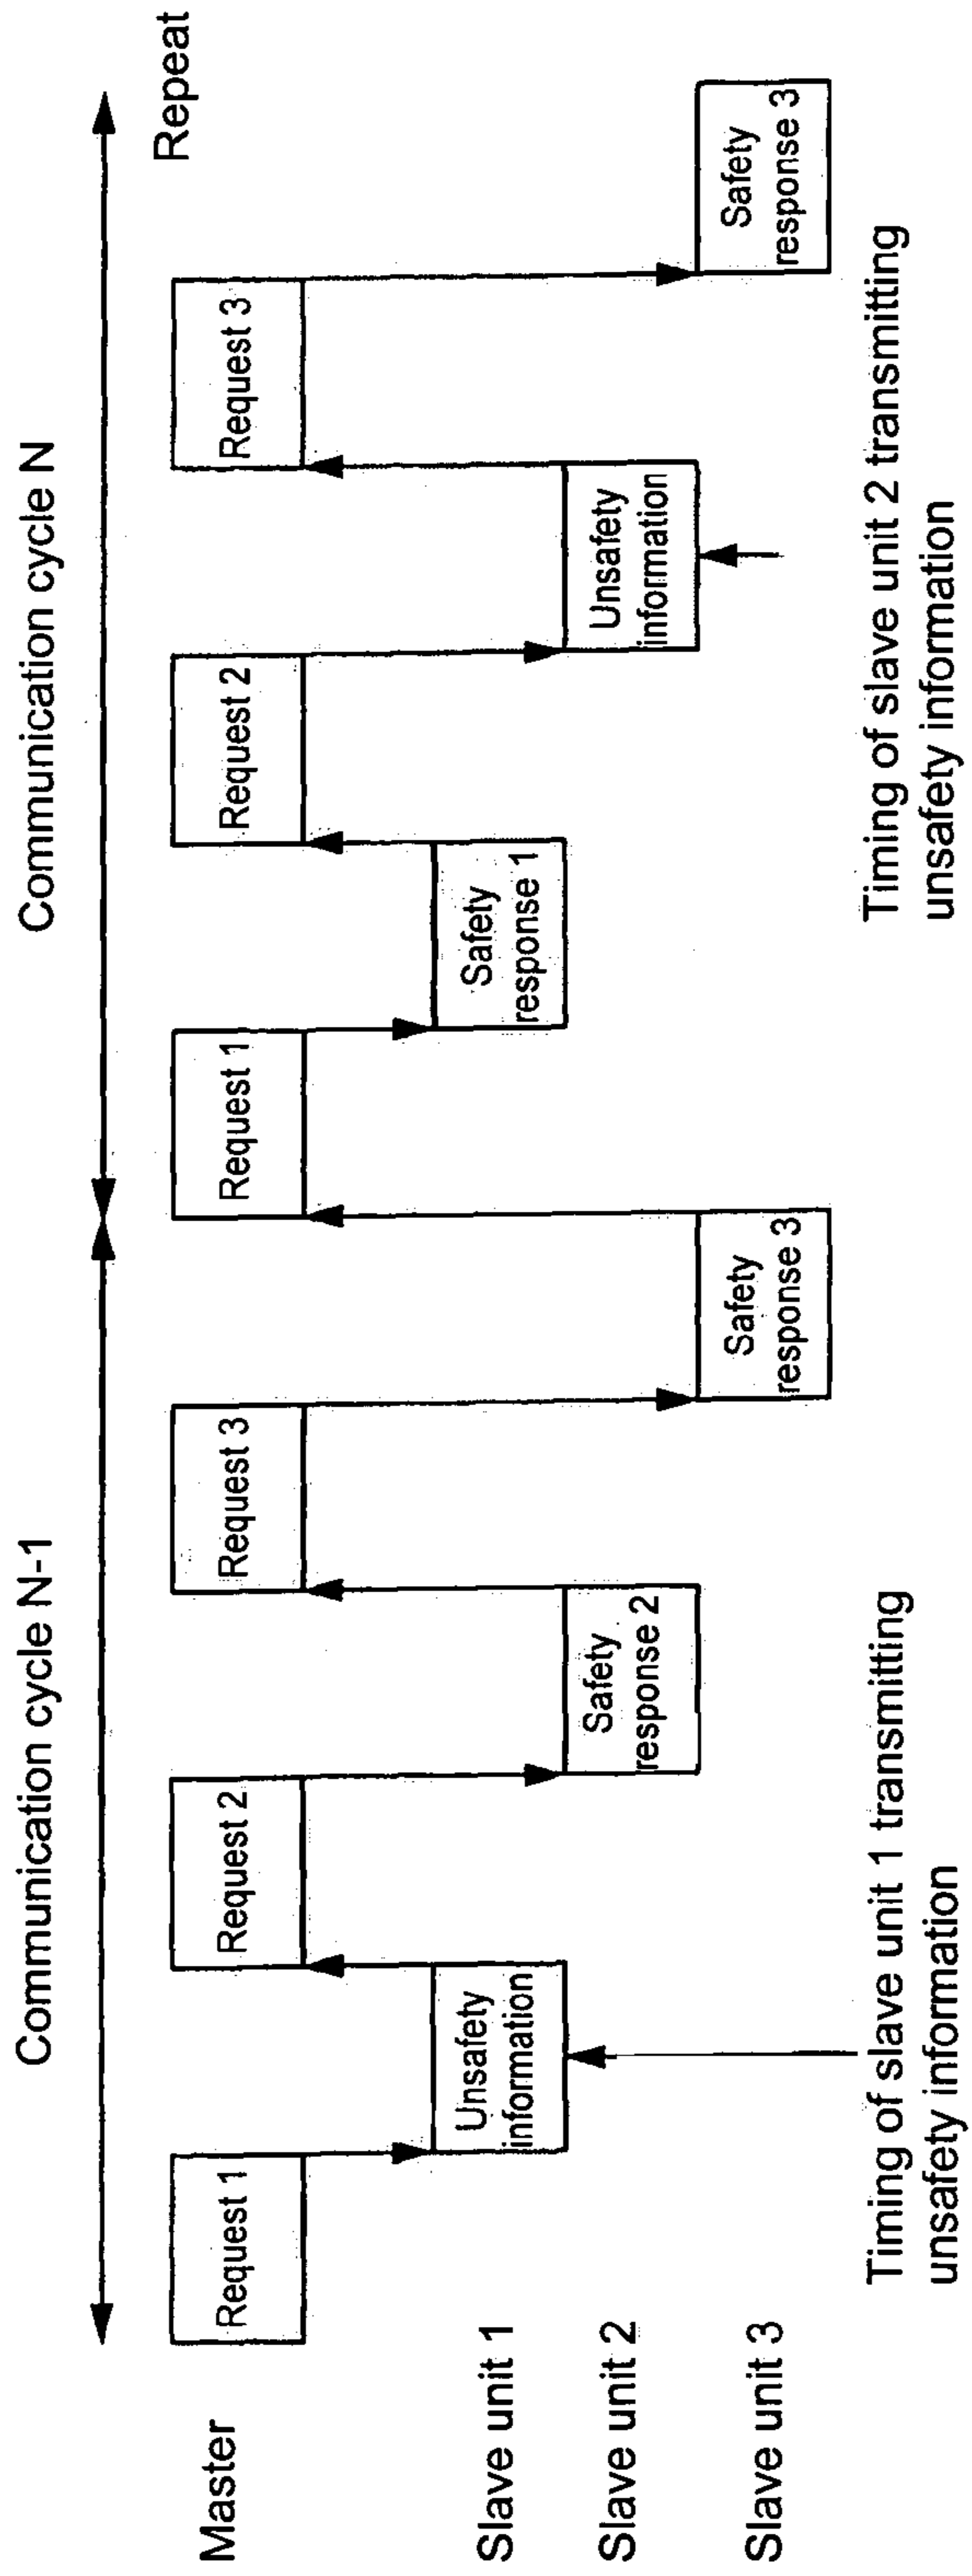 Communication cycle N-1
Communication cycle N
Repeat
Master
Request 1
Request 2
Request 3
Request 1
Request 2
Request 3
Slave unit 1
Unsafety
information
Safety
response 1
Slave unit 2
Safety
response 2
Unsafety
information
Slave unit 3
Safety
response 3
Safety
response 3
Timing of slave unit 1 transmitting
unsafety information
Timing of slave unit 2 transmitting
unsafety information